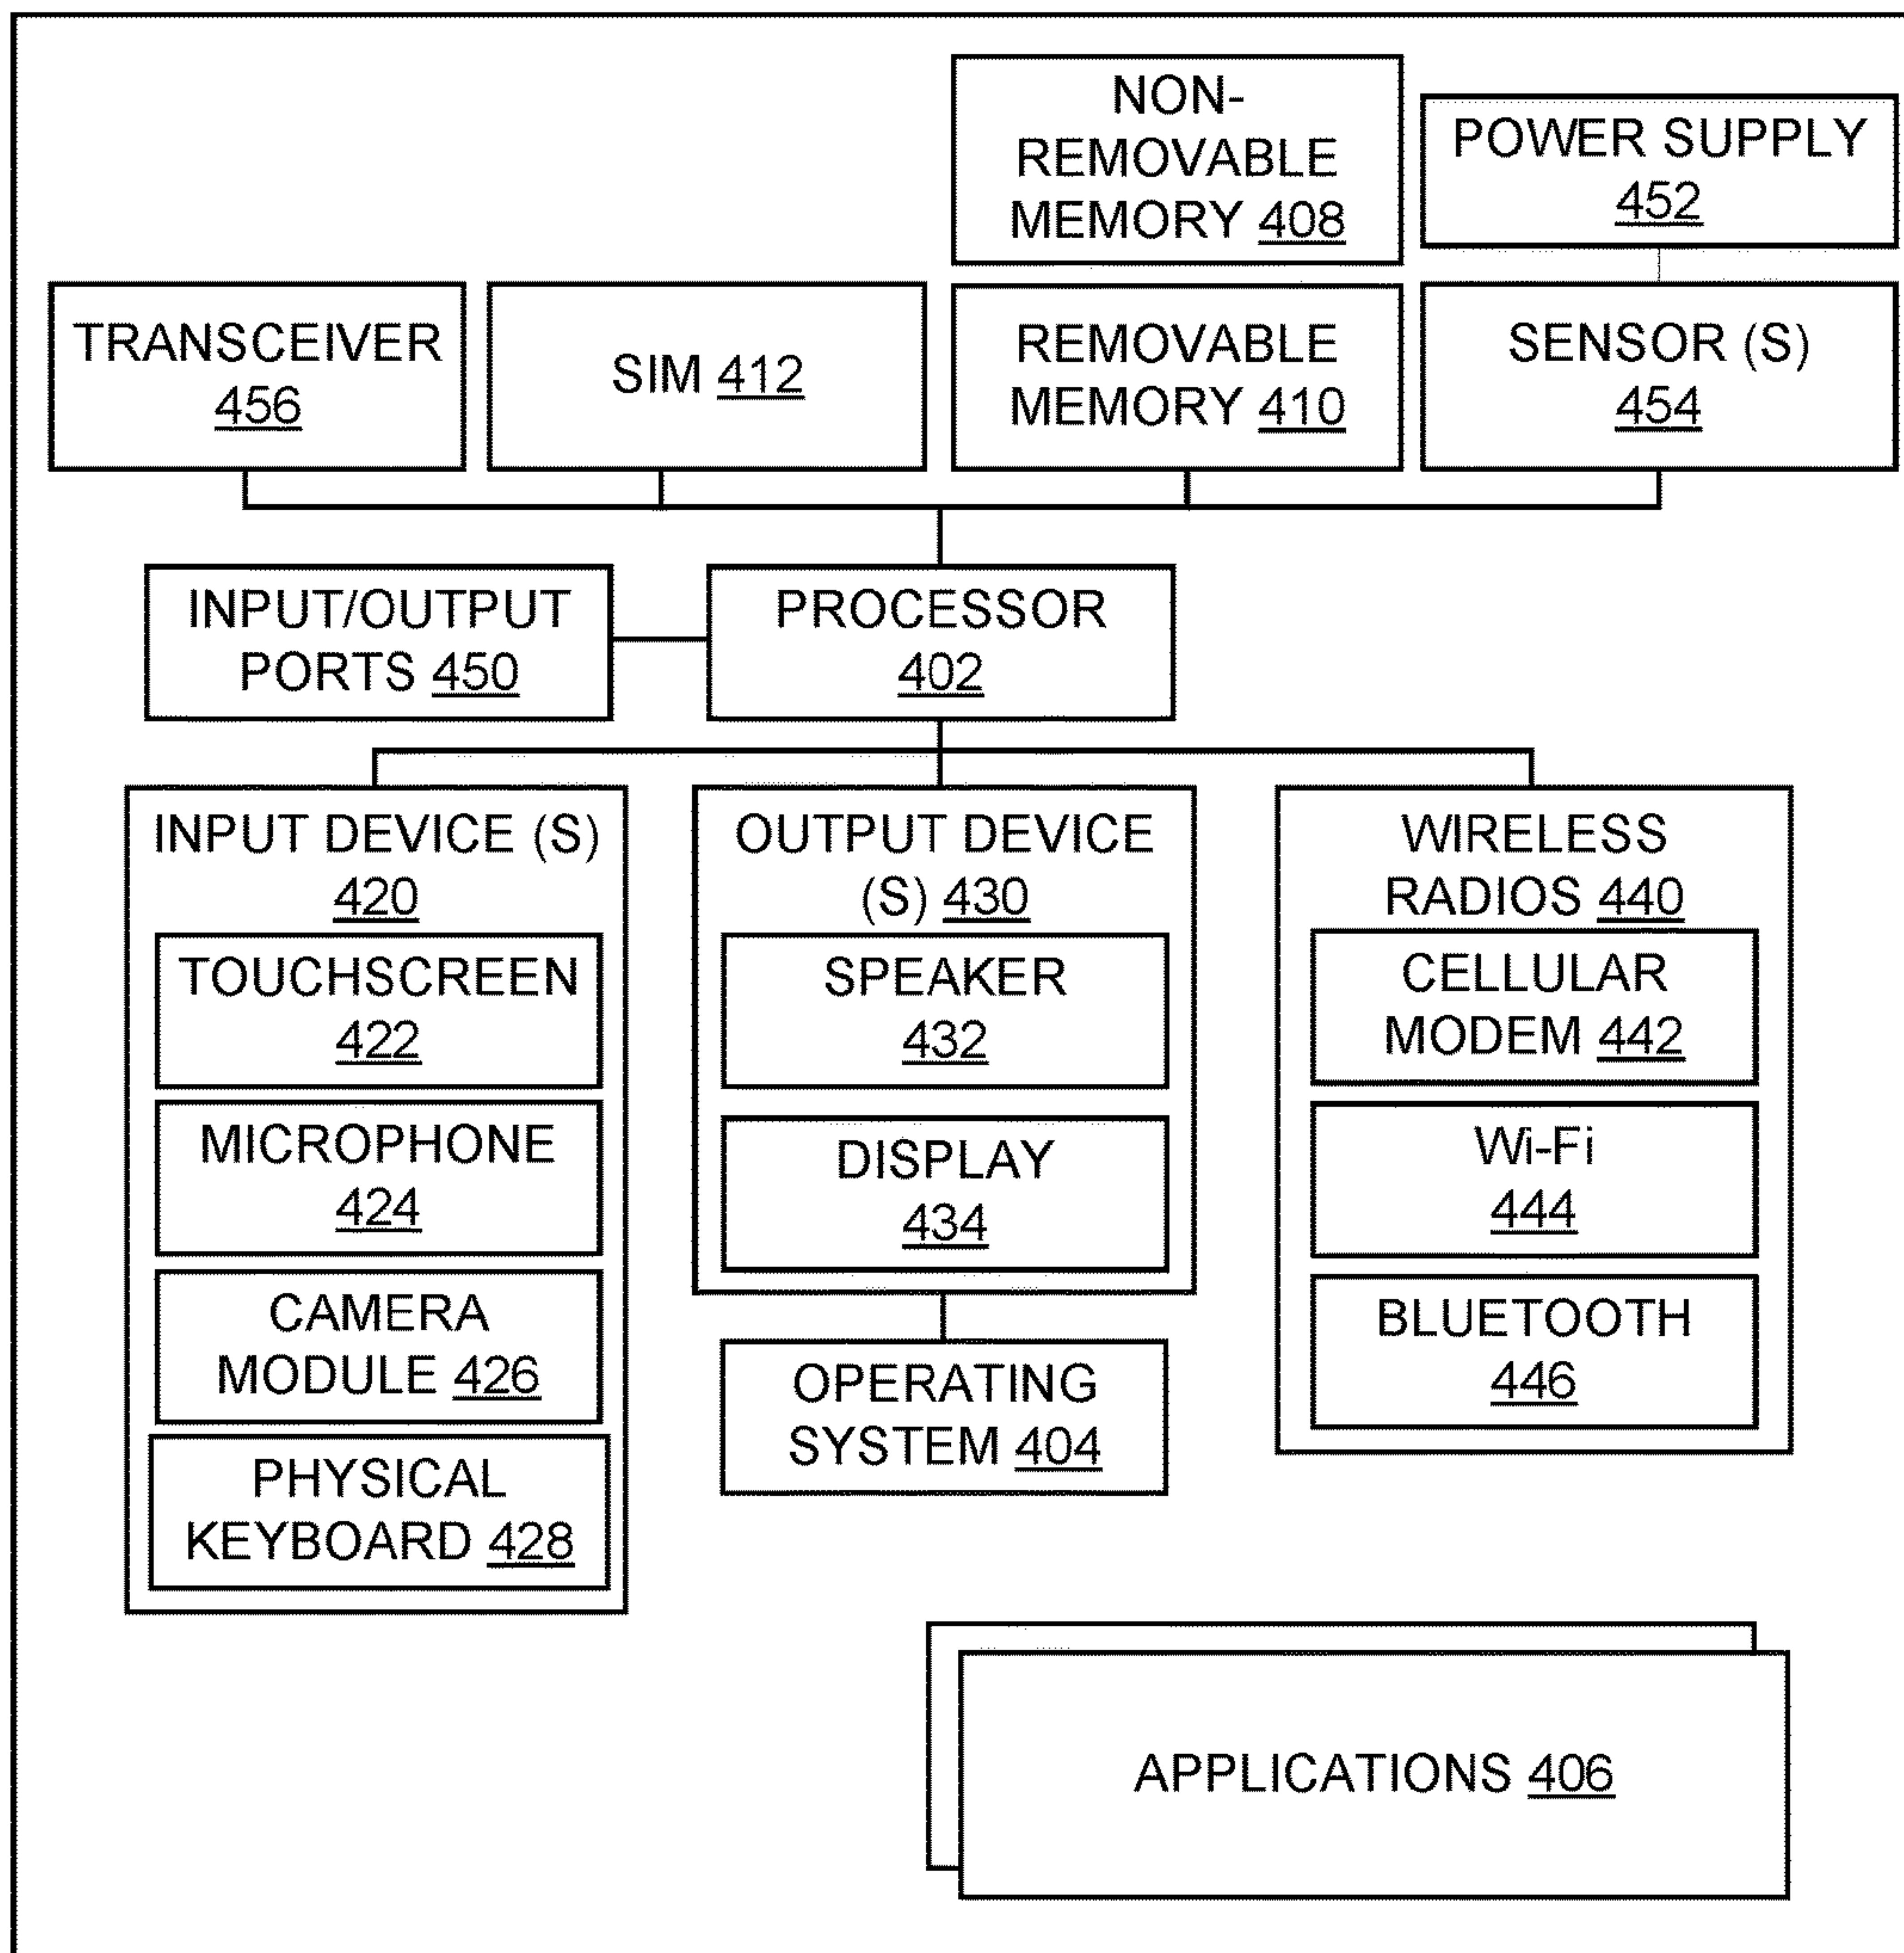 NON-
REMOVABLE
MEMORY 408
POWER SUPPLY
452
TRANSCEIVER
456
SIM 412
REMOVABLE
MEMORY 410
SENSOR (S)
454
INPUT/OUTPUT
PORTS 450
PROCESSOR
402
INPUT DEVICE (S)
420
TOUCHSCREEN
422
MICROPHONE
424
CAMERA
MODULE 426
PHYSICAL
KEYBOARD 428
OUTPUT DEVICE
(S) 430
SPEAKER
432
DISPLAY
434
OPERATING
SYSTEM 404
WIRELESS
RADIOS 440
CELLULAR
MODEM 442
Wi-Fi
444
BLUETOOTH
446
APPLICATIONS 406